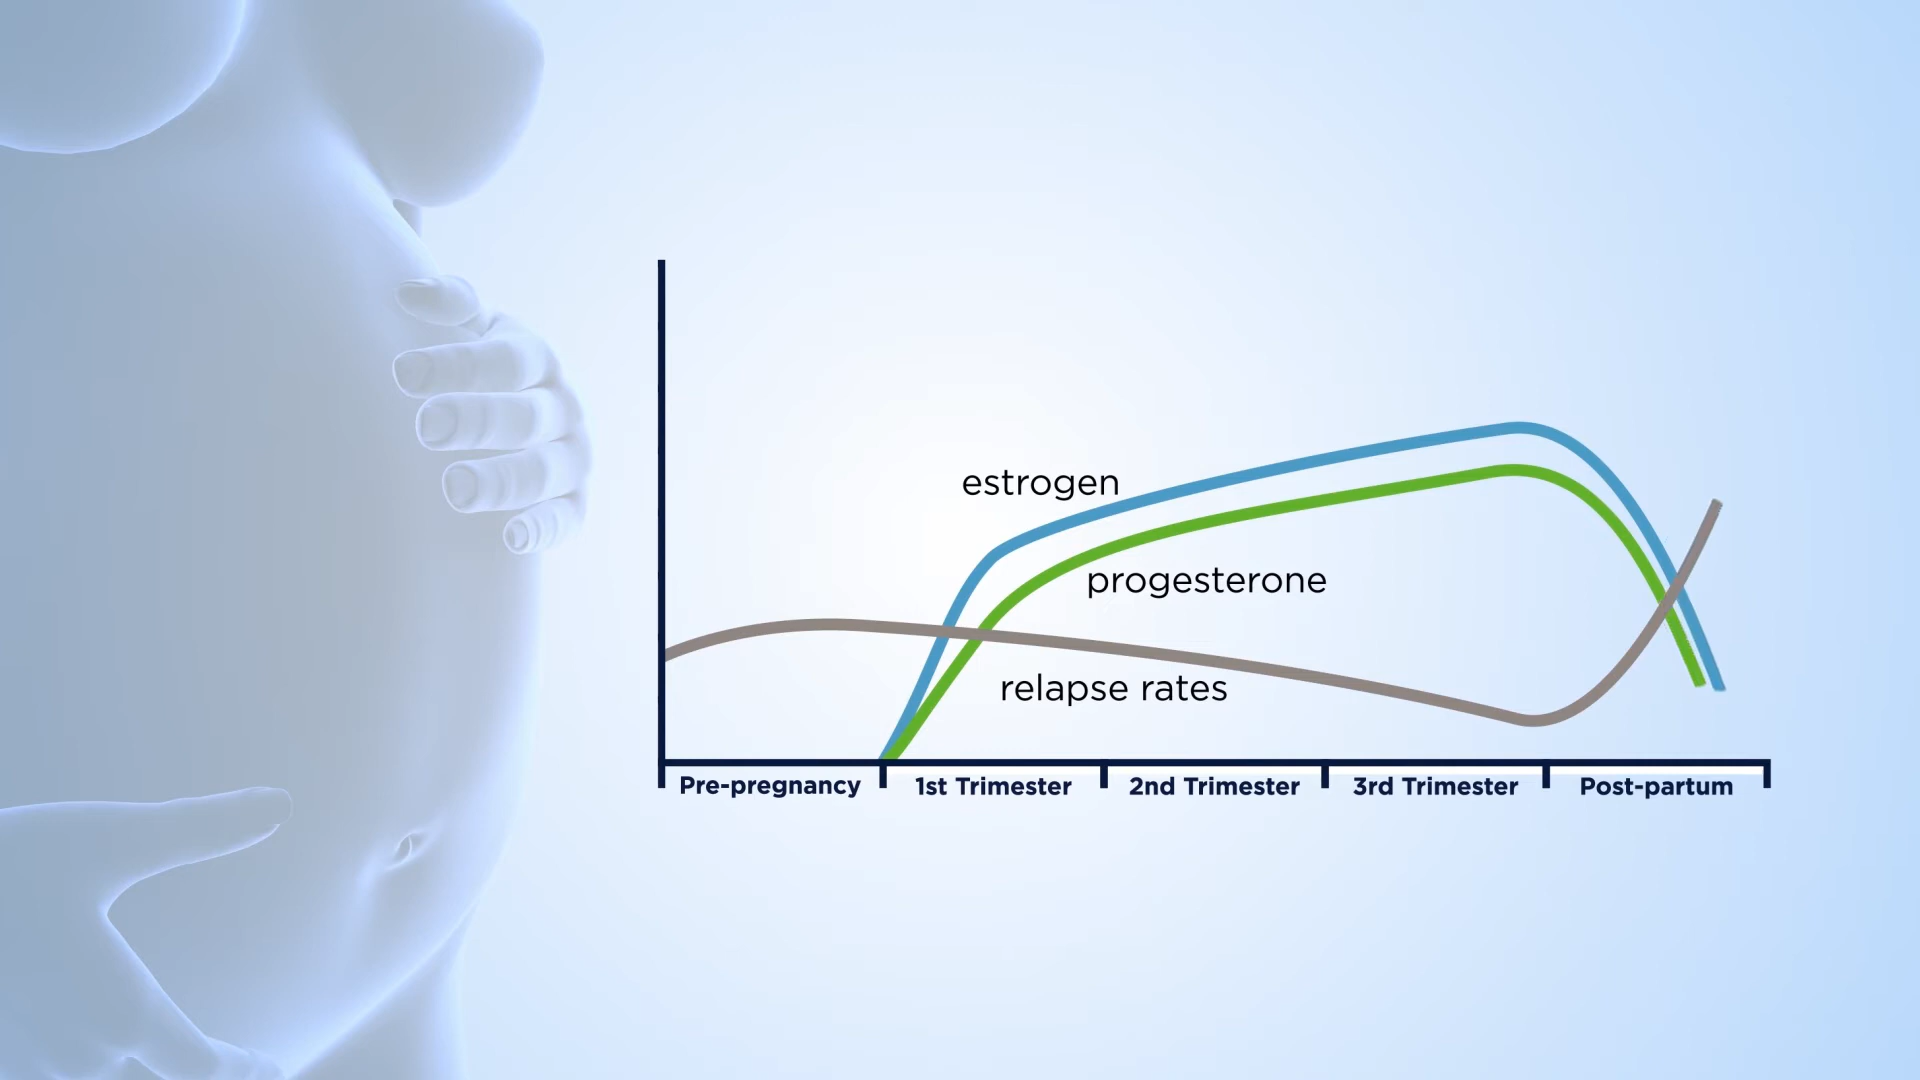 estrogen
progesterone
relapse rates
Pre-pregnancy
1st Trimester
2nd Trimester
3rd Trimester
Post-partum